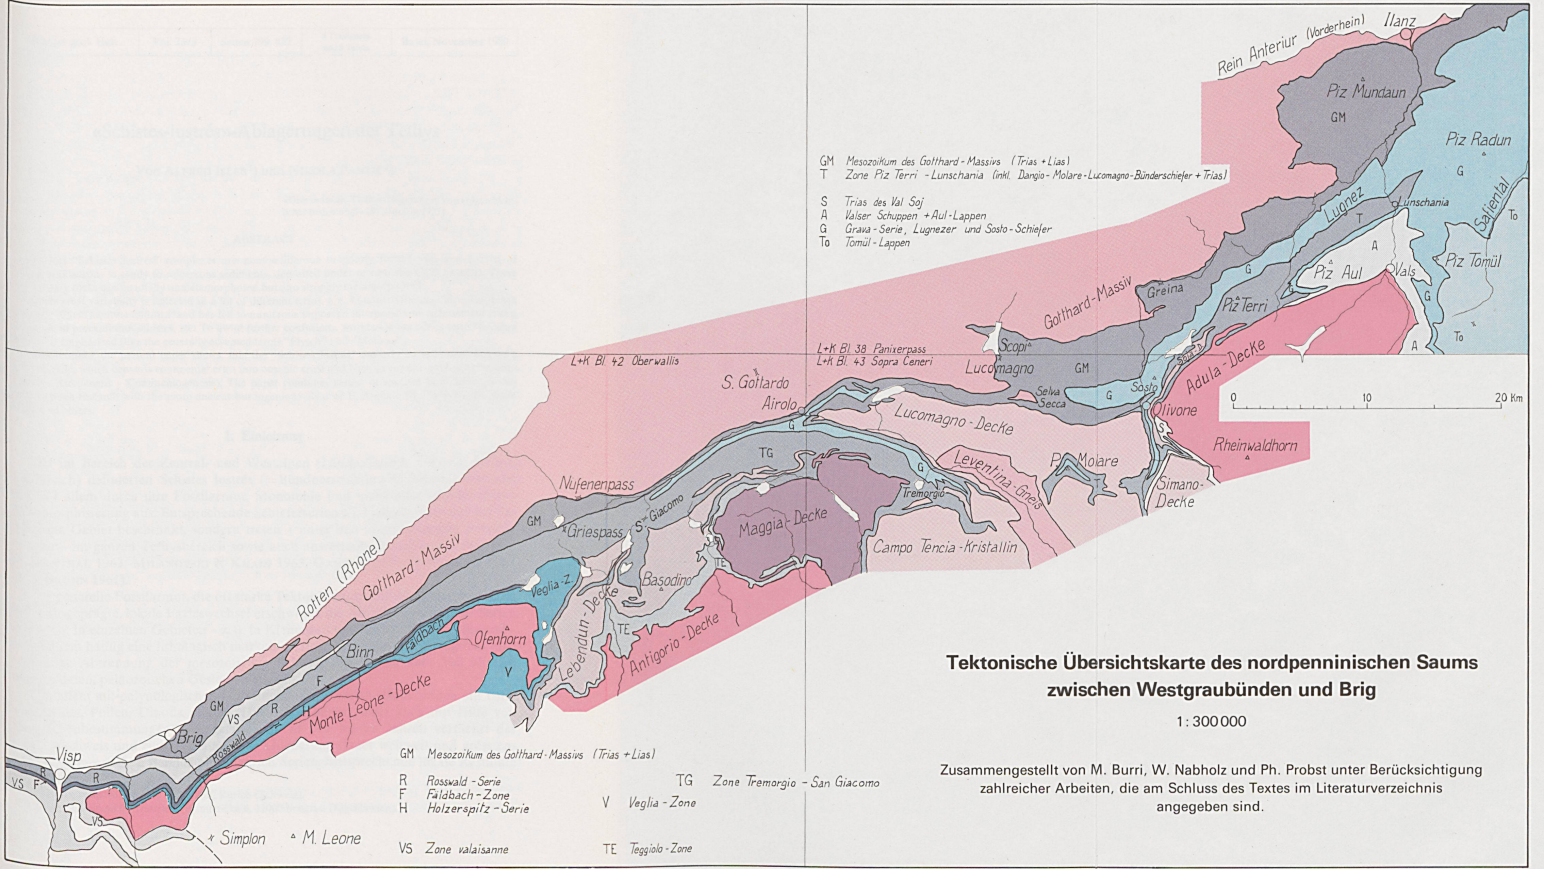 Ilanz
Rein Anteriur (Vorderhein)
Piz Mundaun
GM
Piz Radun
G
Lugnez
Lunschania
T
Safiental
To
A
Piz Tomül
Piz Aul
Vals
G
G
G
To
A
GM Mesozoikum des Gotthard-Massivs (Trias + Lias)
T Zone Piz Terri - Lunschania (inkl. Dangio-Molare-Lucomagno-Bünderschiefer + Trias)
S Trias des Val Soj
A Valser Schuppen + Aul-Lappen
G Grava-Serie, Lugnezer und Sosto-Schiefer
To Tomül-Lappen
Greina
Piz Terri
Gotthard-Massiv
Scopi
Lucomagno
GM
Selva
Secca
G
Sosto
Adula-Decke
Olivone
S
L+K Bl. 42 Oberwallis
L+K Bl. 38 Panixerpass
L+K Bl. 43 Sopra Ceneri
0 10 20 Km
S. Gottardo
Airolo
G
Lucomagno-Decke
Rheinwaldhorn
TG
G
Leventina-Gneis
P. Molare
T
Simano-
Decke
Tremorgio
Nufenenpass
GM
Griespass
S. Giacomo
Maggia-Decke
Campo Tencia-Kristallin
Rotten (Rhone)
Gotthard-Massiv
TE
Basodino
Veglia-Z.
Lebendun-Decke
TE
Antigorio-Decke
Faldbach
Ofenhorn
V
Binn
F
R
H
Monte Leone-Decke
GM
VS
Rosswald
Brig
Visp
R
R
VS
F
VS
Simplon
M. Leone
GM Mesozoikum des Gotthard-Massivs (Trias + Lias)
R Rosswald-Serie
F Faldbach-Zone
H Holzerspitz-Serie
VS Zone valaisanne
TG Zone Tremorgio - San Giacomo
V Veglia-Zone
TE Teggiolo-Zone
Tektonische Übersichtskarte des nordpenninischen Saums
zwischen Westgraubünden und Brig
1 : 300 000
Zusammengestellt von M. Burri, W. Nabholz und Ph. Probst unter Berücksichtigung
zahlreicher Arbeiten, die am Schluss des Textes im Literaturverzeichnis
angegeben sind.